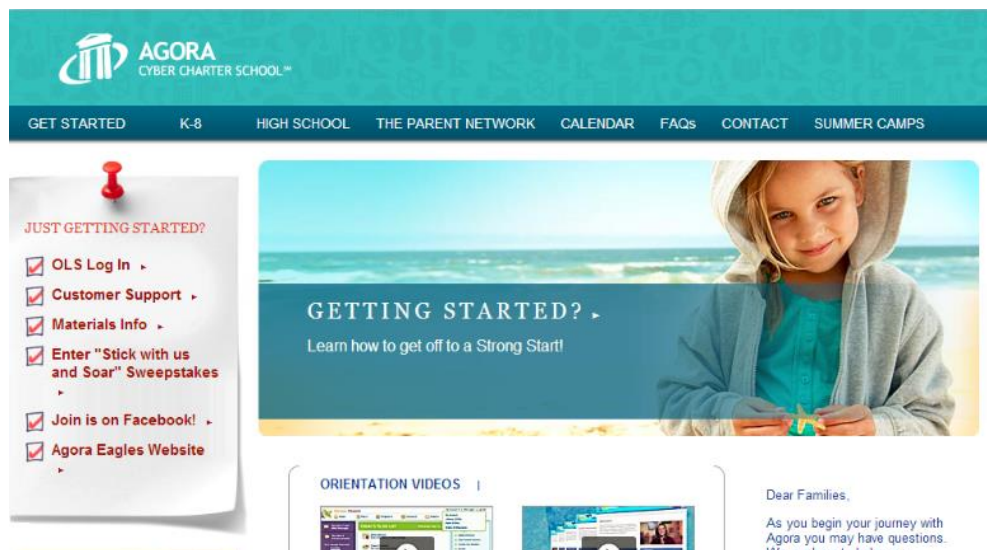 AGORA
CYBER CHARTER SCHOOL℠
GET STARTED K-8 HIGH SCHOOL THE PARENT NETWORK CALENDAR FAQs CONTACT SUMMER CAMPS
JUST GETTING STARTED?
OLS Log In
Customer Support
Materials Info
Enter "Stick with us
and Soar" Sweepstakes
Join is on Facebook!
Agora Eagles Website
GETTING STARTED?
Learn how to get off to a Strong Start!
ORIENTATION VIDEOS |
Dear Families,
As you begin your journey with
Agora you may have questions.